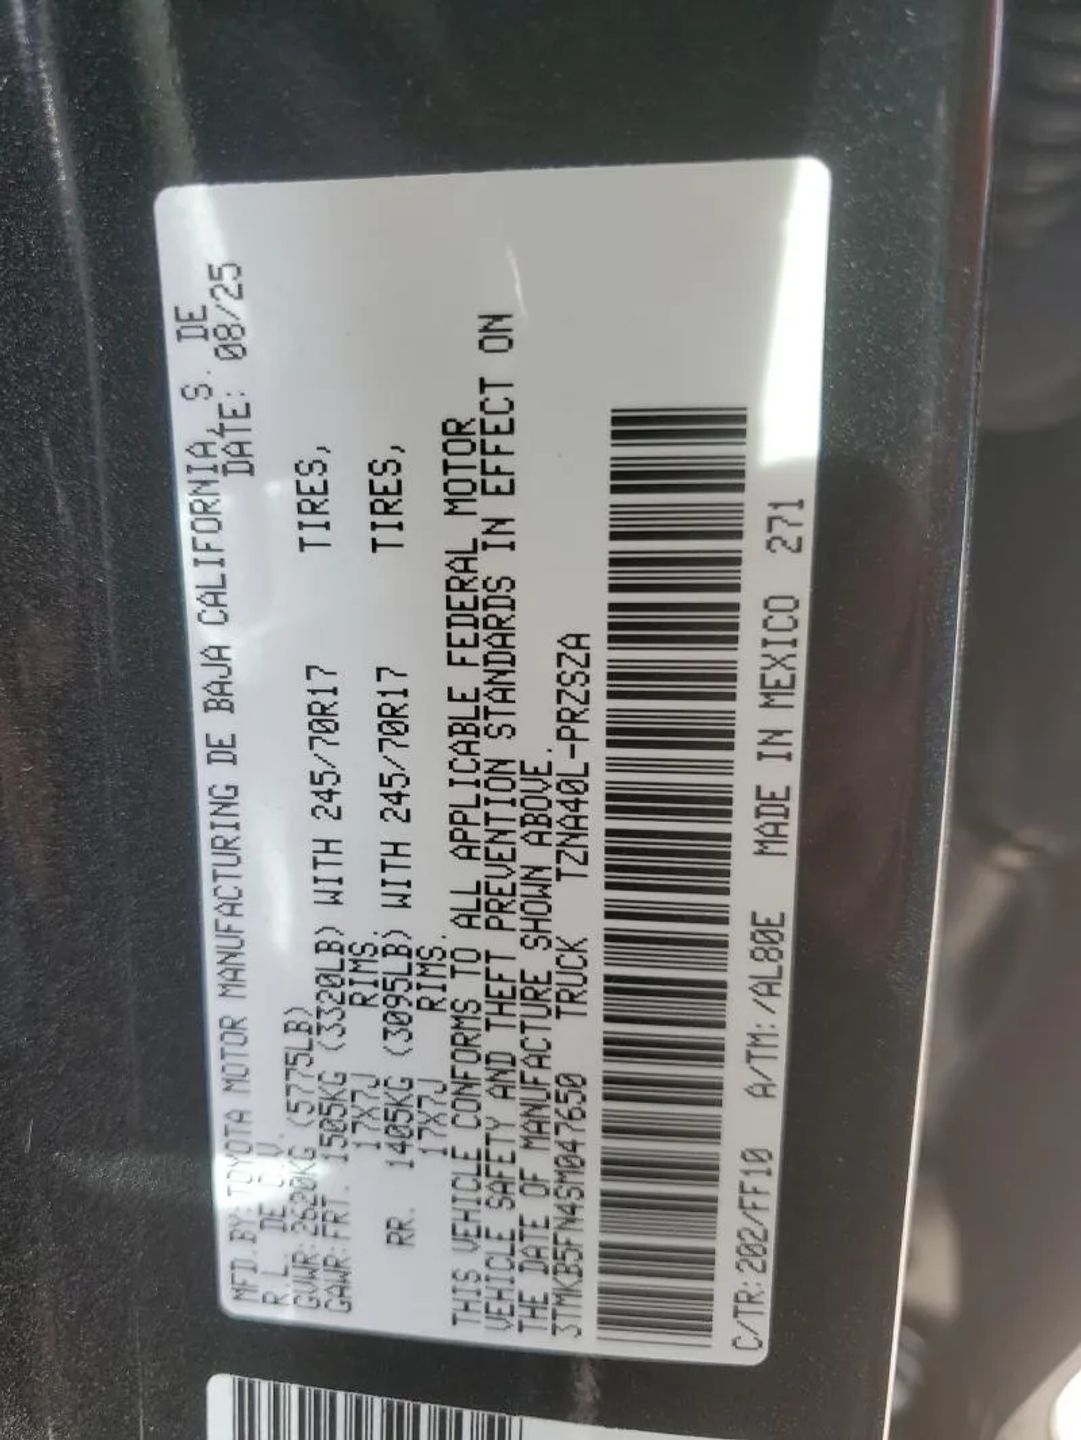 MFD.BY:TOYOTA MOTOR MANUFACTURING DE BAJA CALIFORNIA, S. DE
R L. DE C.V. DATE: 08/25
GVWR:2620KG (5775LB)
GAWR:FRT. 1505KG (3320LB) WITH 245/70R17 TIRES,
17X7J RIMS.
RR. 1405KG (3095LB) WITH 245/70R17 TIRES,
17X7J RIMS.
THIS VEHICLE CONFORMS TO ALL APPLICABLE FEDERAL MOTOR
VEHICLE SAFETY AND THEFT PREVENTION STANDARDS IN EFFECT ON
THE DATE OF MANUFACTURE SHOWN ABOVE.
3TMKB5FN4SM047650 TRUCK TZNA40L-PRZSZA
C/TR:202/FF10 A/TM:/AL80E MADE IN MEXICO 271